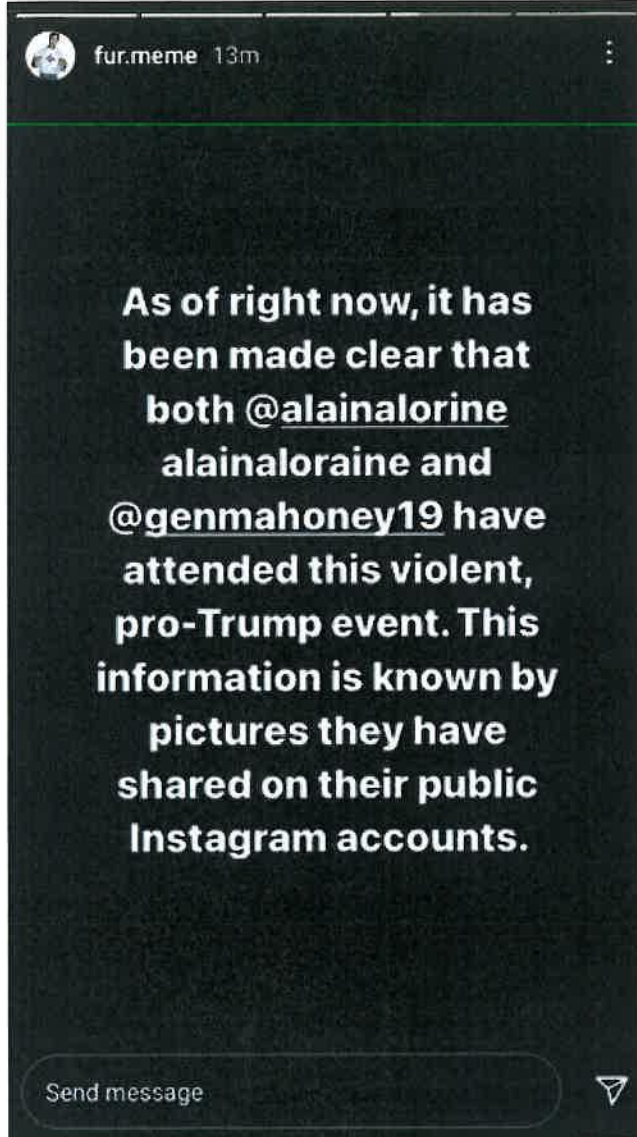 fur.meme 13m
As of right now, it has
been made clear that
both @alainalorine
alainaloraine and
@genmahoney19 have
attended this violent,
pro-Trump event. This
information is known by
pictures they have
shared on their public
Instagram accounts.
Send message